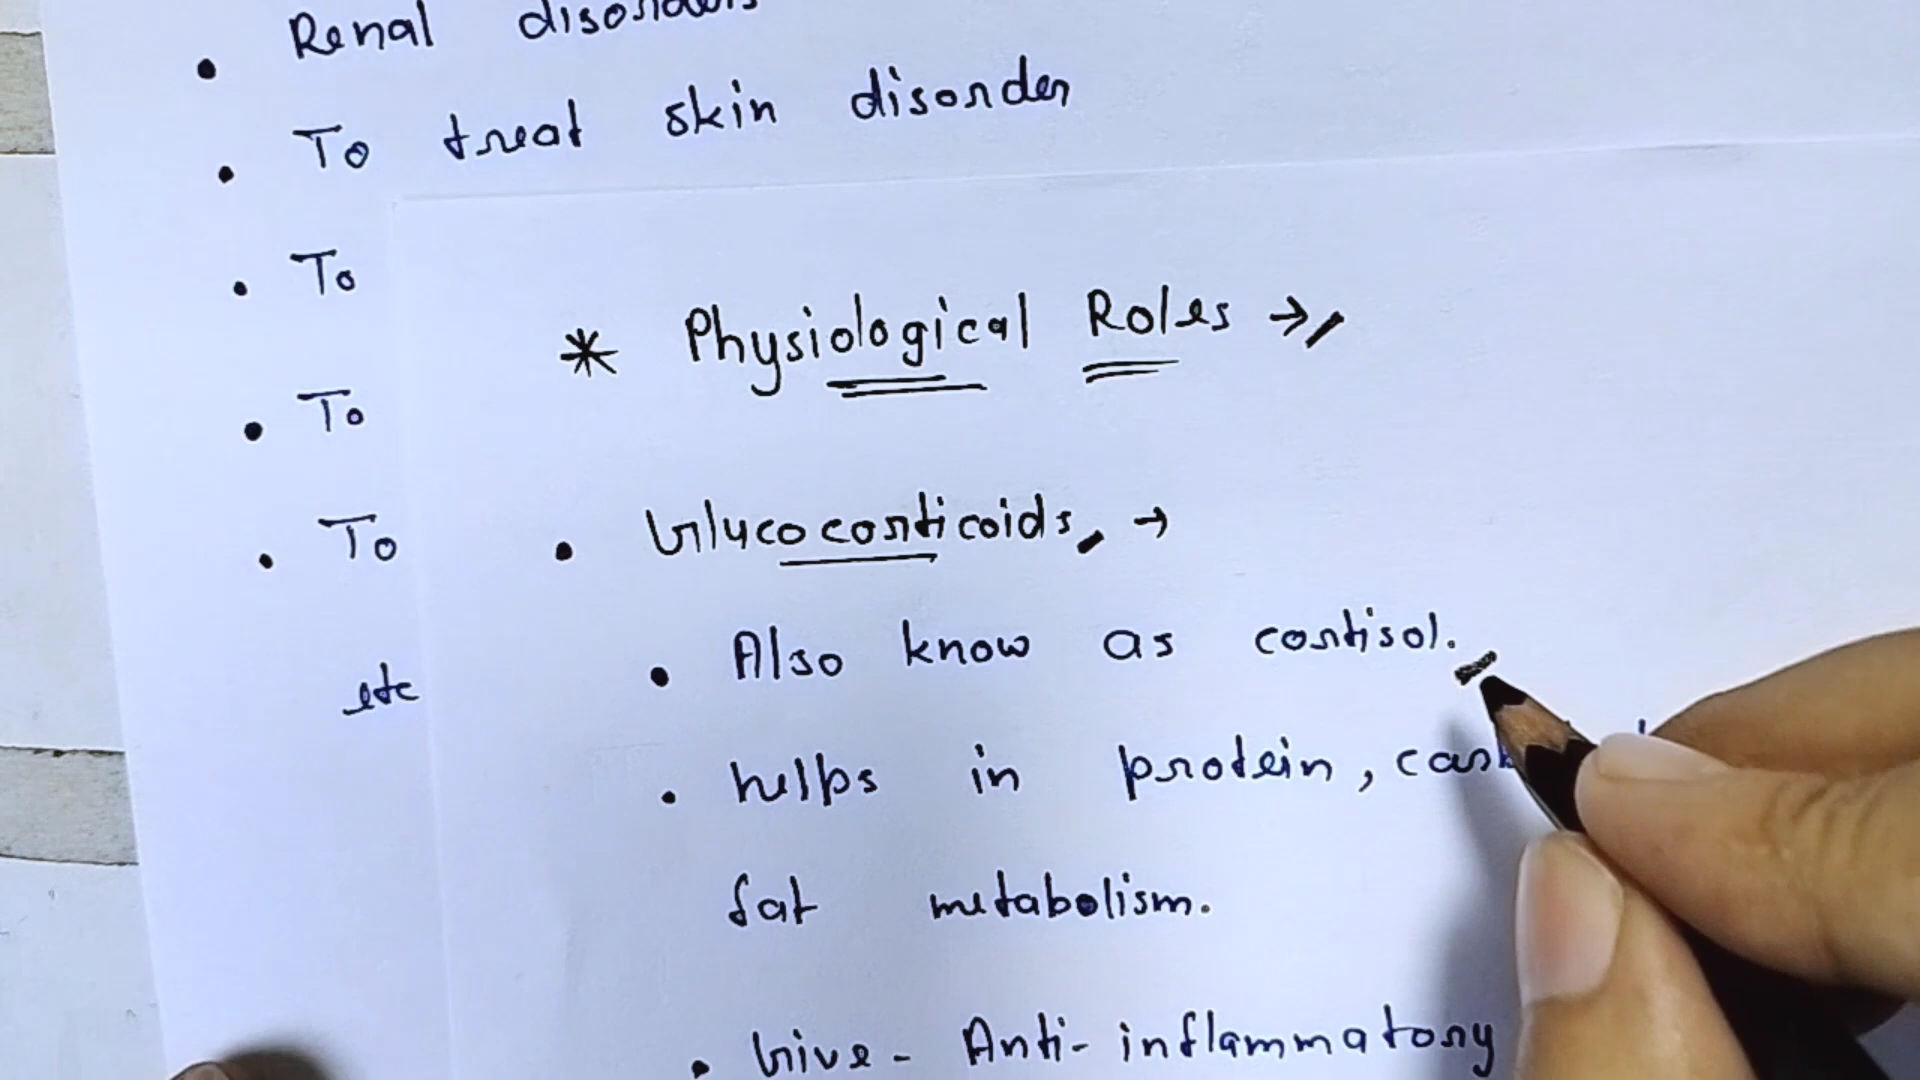 • Renal disorders
• To treat skin disorder
• To
• To
• To
etc
* Physiological Roles →
• Glucocorticoids →
• Also know as cortisol.
• helps in protein,
fat metabolism.
• Give - Anti-inflammatory